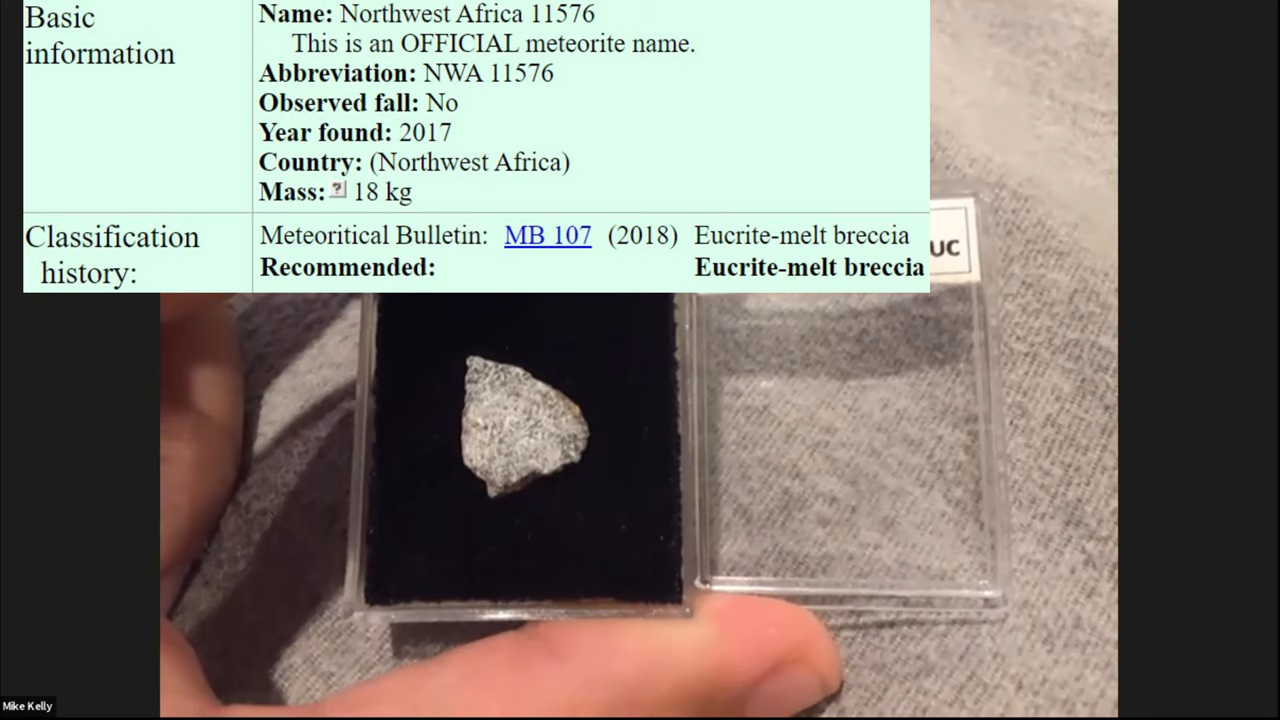 Basic
information
Name: Northwest Africa 11576
This is an OFFICIAL meteorite name.
Abbreviation: NWA 11576
Observed fall: No
Year found: 2017
Country: (Northwest Africa)
Mass: ? 18 kg
Classification
history:
Meteoritical Bulletin: MB 107 (2018) Eucrite-melt breccia
Recommended: Eucrite-melt breccia
UC
Mike Kelly